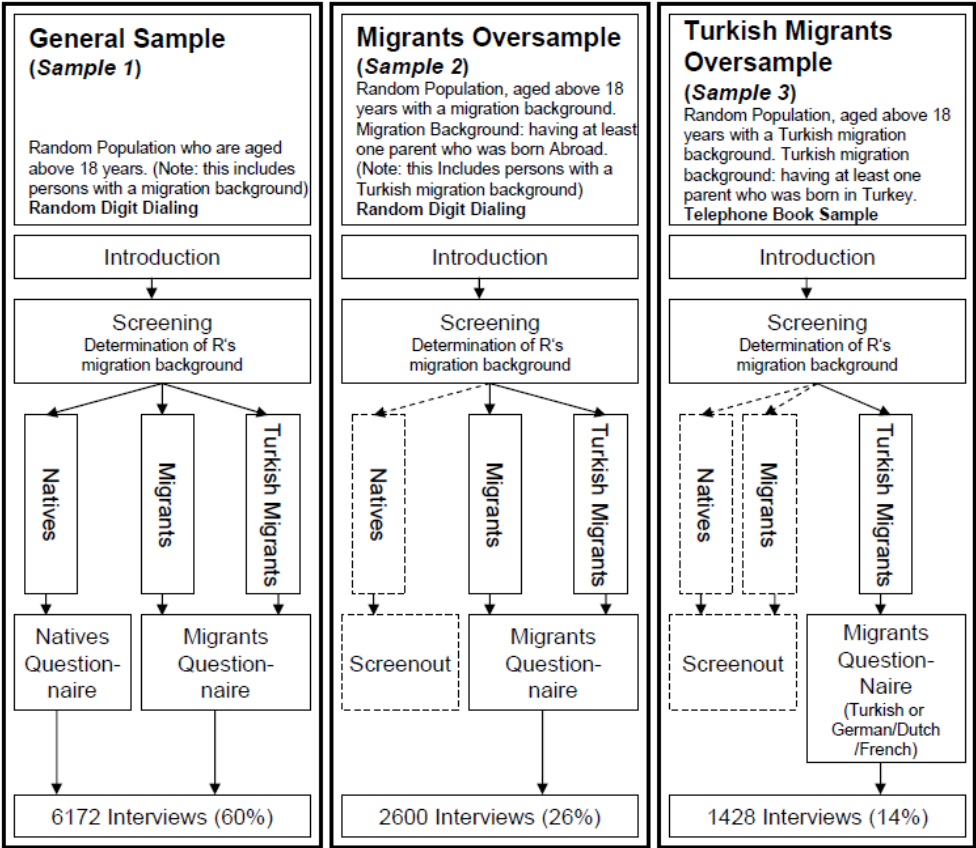 General Sample
(Sample 1)
Random Population who are aged
above 18 years. (Note: this includes
persons with a migration background)
Random Digit Dialing
Introduction
Screening
Determination of R's
migration background
Natives
Migrants
Turkish Migrants
Natives
Question-
naire
Migrants
Question-
naire
6172 Interviews (60%)
Migrants Oversample
(Sample 2)
Random Population, aged above 18
years with a migration background.
Migration Background: having at least
one parent who was born Abroad.
(Note: this Includes persons with a
Turkish migration background)
Random Digit Dialing
Introduction
Screening
Determination of R's
migration background
Natives
Migrants
Turkish Migrants
Screenout
Migrants
Question-
naire
2600 Interviews (26%)
Turkish Migrants
Oversample
(Sample 3)
Random Population, aged above 18
years with a Turkish migration
background. Turkish migration
background: having at least one
parent who was born in Turkey.
Telephone Book Sample
Introduction
Screening
Determination of R's
migration background
Natives
Migrants
Turkish Migrants
Screenout
Migrants
Question-
Naire
(Turkish or
German/Dutch
/French)
1428 Interviews (14%)